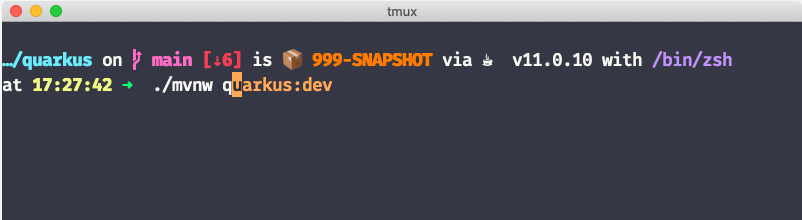 tmux
…/quarkus on main [⇣6] is 📦 999-SNAPSHOT via ☕ v11.0.10 with /bin/zsh
at 17:27:42 → ./mvnw quarkus:dev